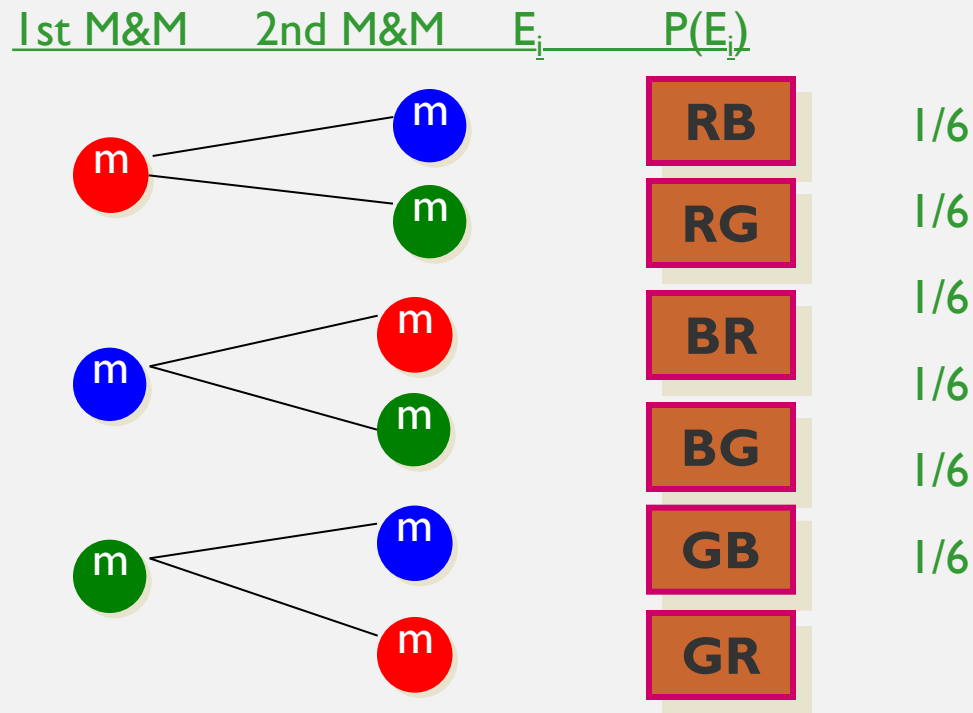 1st M&M 2nd M&M Ei P(Ei)
m RB 1/6
m
m RG 1/6
m BR 1/6
m
m BG 1/6
m GB 1/6
m
m GR 1/6